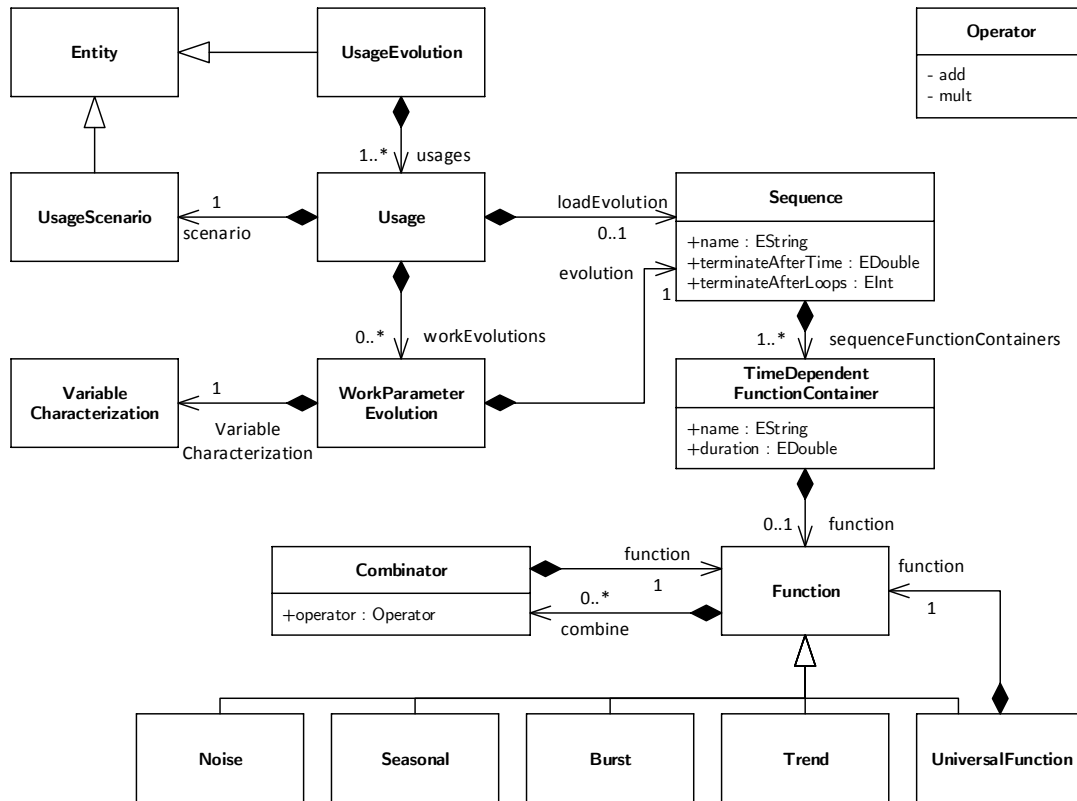 Entity
UsageEvolution
Operator
- add
- mult
1..*
usages
UsageScenario
1
scenario
Usage
loadEvolution
0..1
Sequence
+name : EString
+terminateAfterTime : EDouble
+terminateAfterLoops : EInt
evolution
1
0..*
workEvolutions
1..*
sequenceFunctionContainers
Variable
Characterization
1
Variable
Characterization
WorkParameter
Evolution
TimeDependent
FunctionContainer
+name : EString
+duration : EDouble
0..1
function
Combinator
+operator : Operator
function
1
0..*
combine
Function
function
1
Noise
Seasonal
Burst
Trend
UniversalFunction